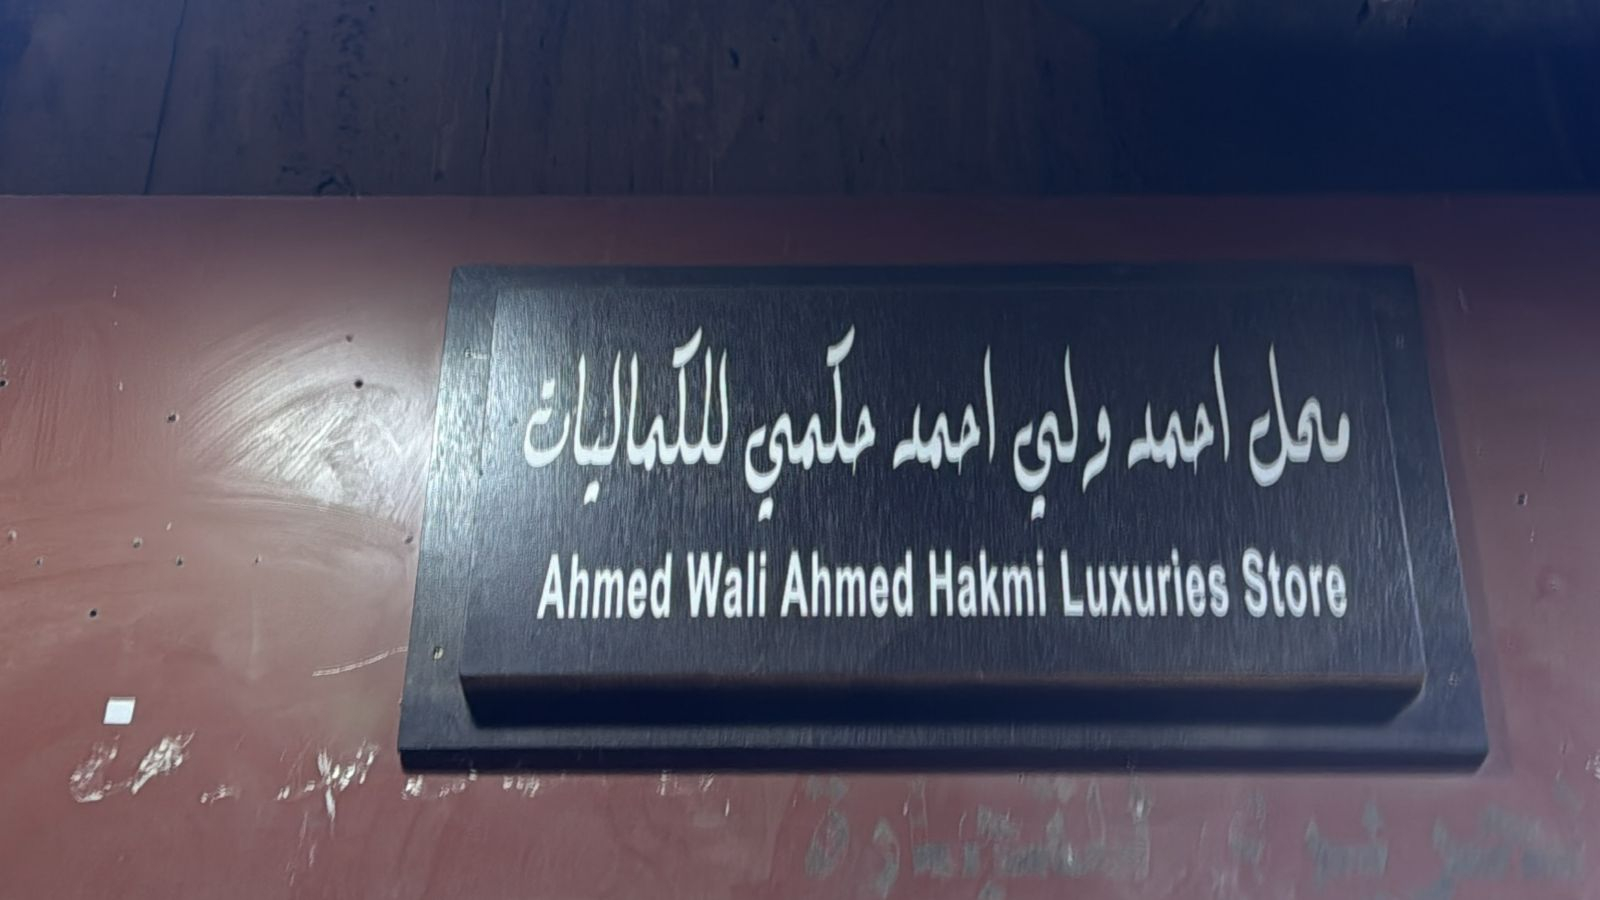 محل احمد ولي احمد حكمي للكماليات
Ahmed Wali Ahmed Hakmi Luxuries Store